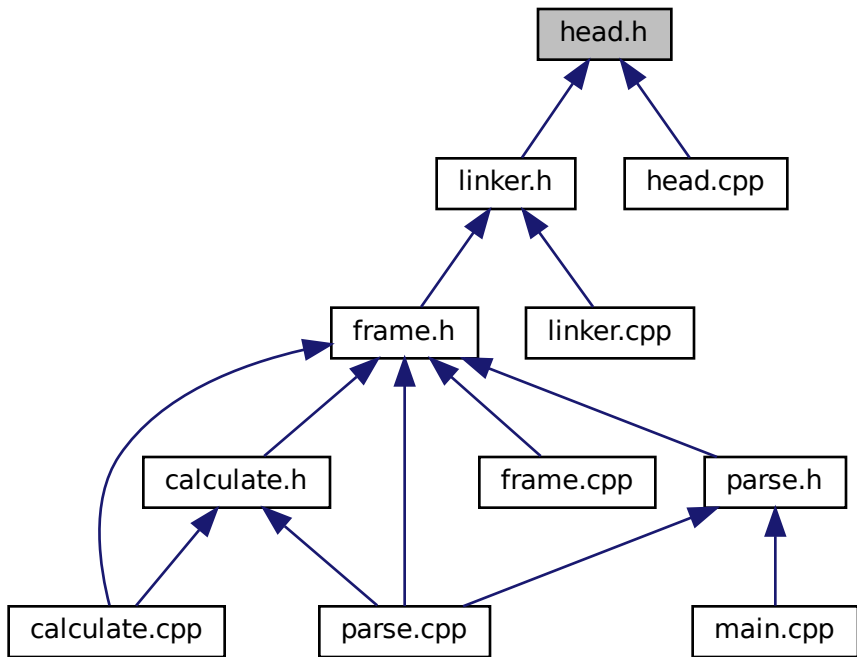 head.h
linker.h
head.cpp
frame.h
linker.cpp
calculate.h
frame.cpp
parse.h
calculate.cpp
parse.cpp
main.cpp